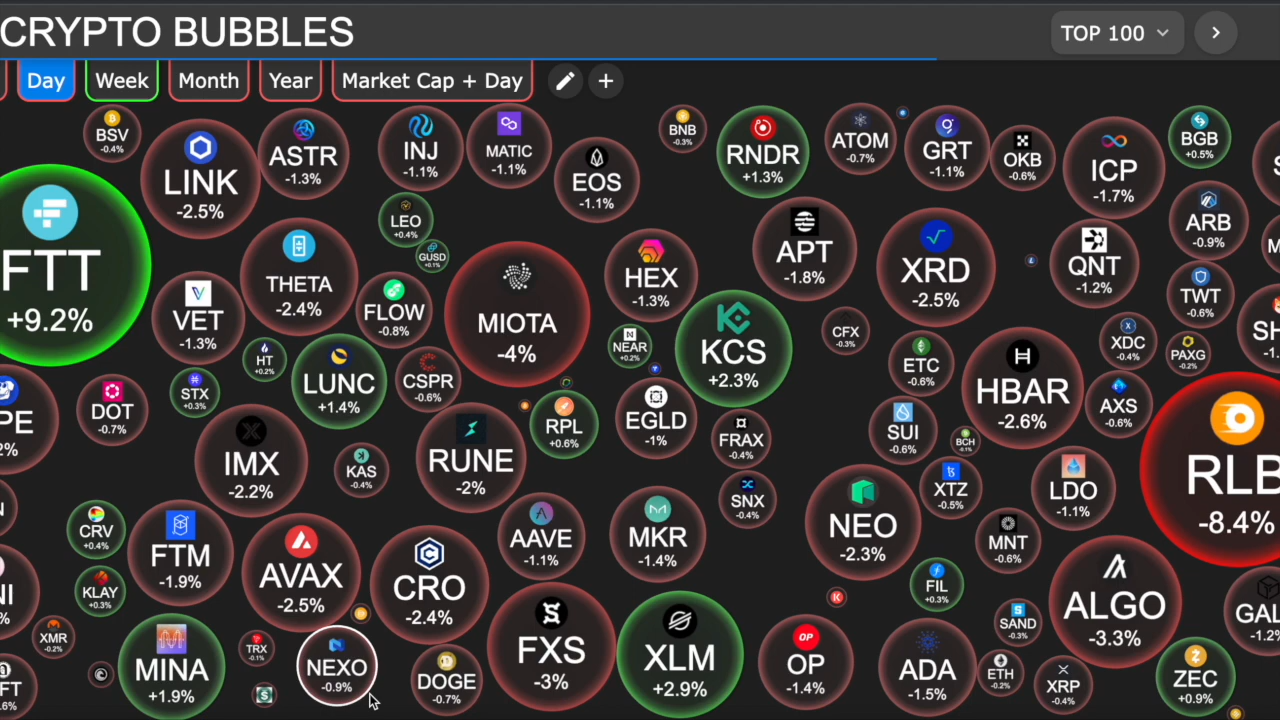 CRYPTO BUBBLES
TOP 100
Day
Week
Month
Year
Market Cap + Day
BSV
-0.4%
LINK
-2.5%
ASTR
-1.3%
INJ
-1.1%
MATIC
-1.1%
EOS
-1.1%
BNB
-0.3%
RNDR
+1.3%
ATOM
-0.7%
GRT
-1.1%
OKB
-0.6%
ICP
-1.7%
BGB
+0.5%
FTT
+9.2%
LEO
+0.4%
GUSD
+0.1%
THETA
-2.4%
VET
-1.3%
FLOW
-0.8%
MIOTA
-4%
HEX
-1.3%
APT
-1.8%
XRD
-2.5%
QNT
-1.2%
ARB
-0.9%
TWT
-0.6%
HT
+0.2%
STX
+0.3%
LUNC
+1.4%
CSPR
-0.6%
NEAR
+0.2%
KCS
+2.3%
CFX
-0.3%
ETC
-0.6%
HBAR
-2.6%
XDC
-0.4%
PAXG
-0.2%
AXS
-0.6%
DOT
-0.7%
IMX
-2.2%
KAS
-0.4%
RUNE
-2%
RPL
+0.6%
EGLD
-1%
FRAX
-0.4%
SNX
-0.4%
SUI
-0.6%
BCH
-0.1%
XTZ
-0.5%
LDO
-1.1%
RLB
-8.4%
CRV
+0.4%
FTM
-1.9%
AVAX
-2.5%
CRO
-2.4%
AAVE
-1.1%
MKR
-1.4%
NEO
-2.3%
MNT
-0.6%
KLAY
+0.3%
FIL
+0.3%
SAND
-0.3%
ALGO
-3.3%
XMR
-0.2%
MINA
+1.9%
TRX
-0.1%
NEXO
-0.9%
DOGE
-0.7%
FXS
-3%
XLM
+2.9%
OP
OP
-1.4%
ADA
-1.5%
ETH
-0.2%
XRP
-0.4%
ZEC
+0.9%
GAL
-1.2%